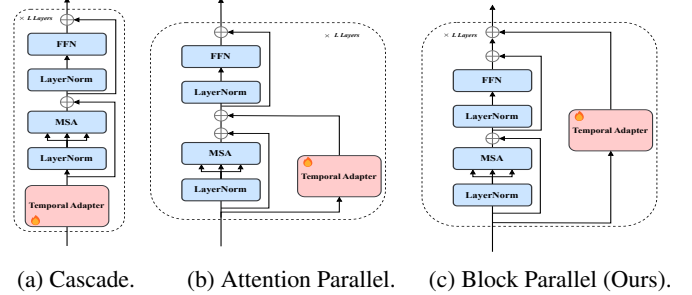 × L Layers
FFN
LayerNorm
MSA
LayerNorm
Temporal Adapter
(a) Cascade.
× L Layers
FFN
LayerNorm
MSA
LayerNorm
Temporal Adapter
(b) Attention Parallel.
× L Layers
FFN
LayerNorm
MSA
LayerNorm
Temporal Adapter
(c) Block Parallel (Ours).